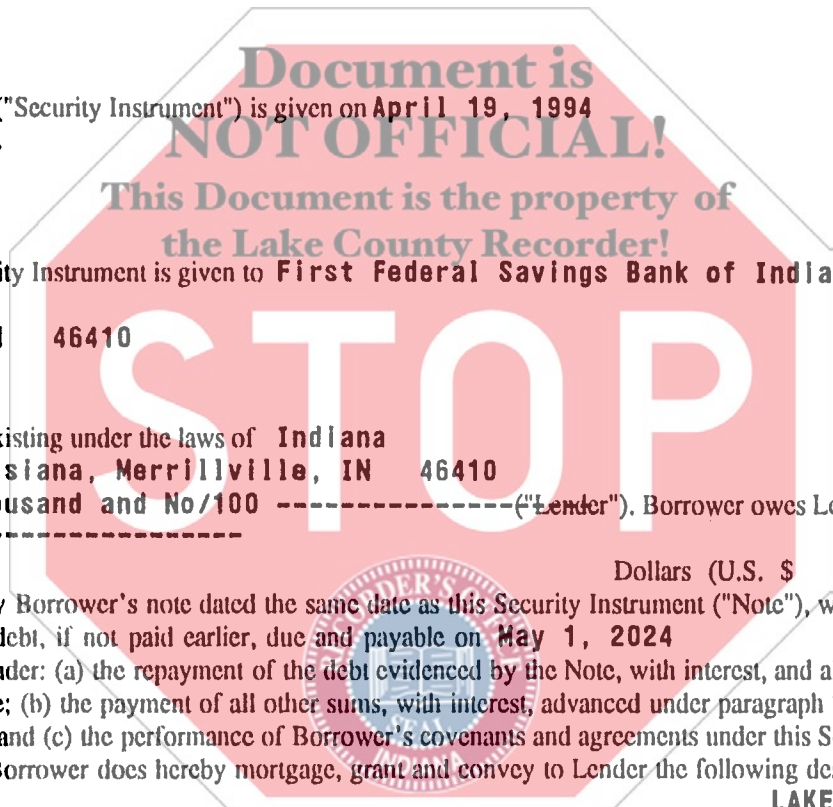 Document is
("Security Instrument") is given on April 19, 1994
NOT OFFICIAL!
This Document is the property of
the Lake County Recorder!
ity Instrument is given to First Federal Savings Bank of India
46410
STOP
xisting under the laws of Indiana
siana, Merrillville, IN 46410
usand and No/100 ----------------("Lender"). Borrower owes Le
------------------
Dollars (U.S. $
y Borrower's note dated the same date as this Security Instrument ("Note"), w
debt, if not paid earlier, due and payable on May 1, 2024
nder: (a) the repayment of the debt evidenced by the Note, with interest, and a
e; (b) the payment of all other sums, with interest, advanced under paragraph
and (c) the performance of Borrower's covenants and agreements under this S
Borrower does hereby mortgage, grant and convey to Lender the following de
LAKE
SEAL
INDIANA